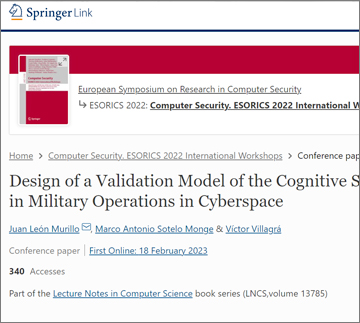 Springer Link
European Symposium on Research in Computer Security
↳ ESORICS 2022: Computer Security. ESORICS 2022 International W
Home > Computer Security. ESORICS 2022 International Workshops > Conference pap
Design of a Validation Model of the Cognitive S
in Military Operations in Cyberspace
Juan León Murillo, Marco Antonio Sotelo Monge & Víctor Villagrá
Conference paper | First Online: 18 February 2023
340 Accesses
Part of the Lecture Notes in Computer Science book series (LNCS,volume 13785)